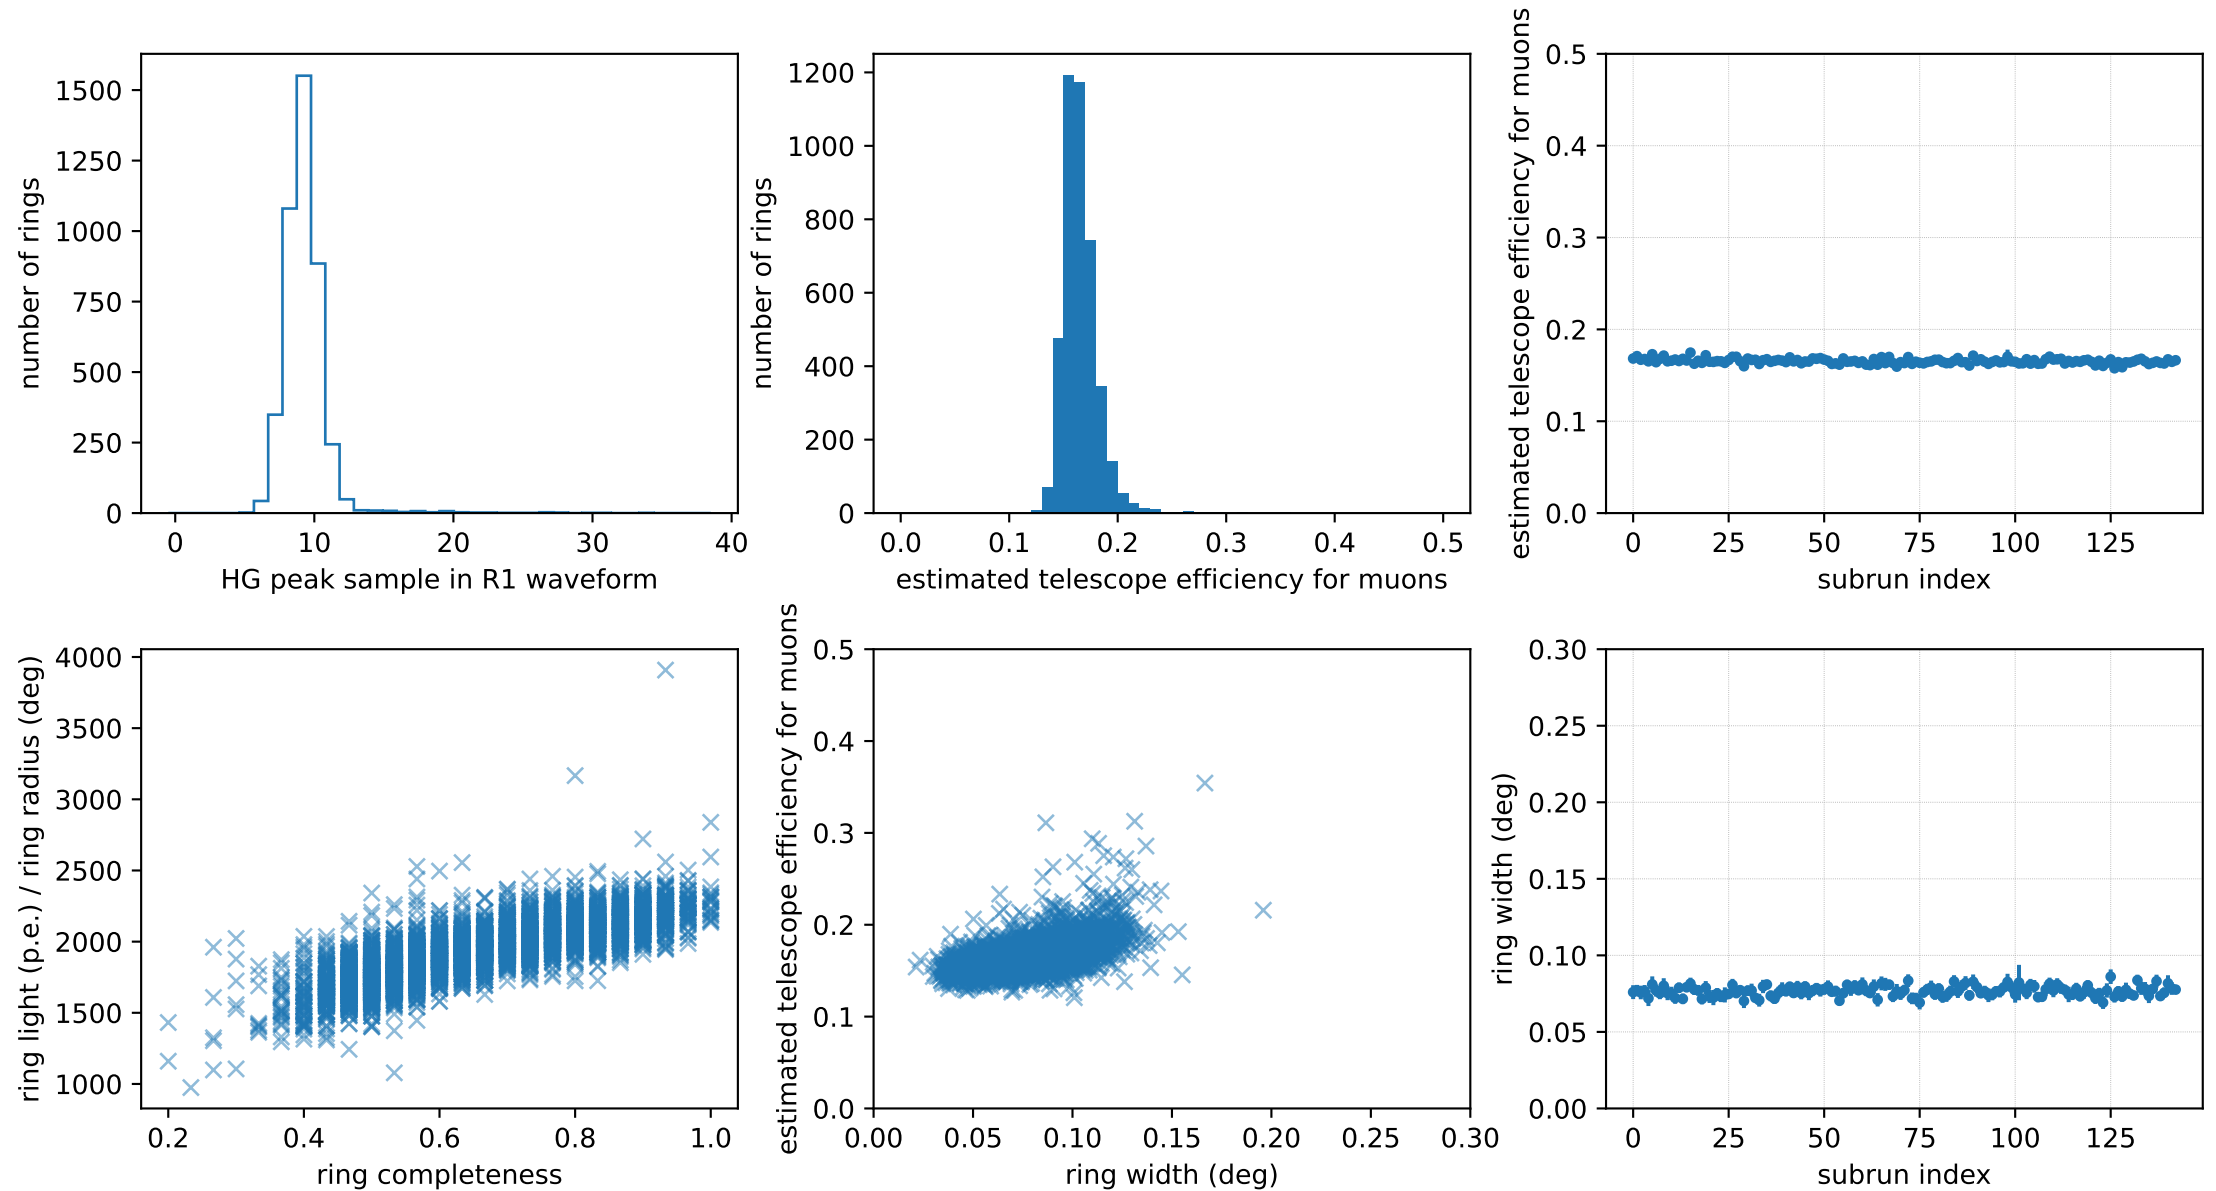 number of rings
1500
1250
1000
750
500
250
0
0 10 20 30 40
HG peak sample in R1 waveform
number of rings
1200
1000
800
600
400
200
0
0.0 0.1 0.2 0.3 0.4 0.5
estimated telescope efficiency for muons
estimated telescope efficiency for muons
0.5
0.4
0.3
0.2
0.1
0.0
0 25 50 75 100 125
subrun index
ring light (p.e.) / ring radius (deg)
4000
3500
3000
2500
2000
1500
1000
0.2 0.4 0.6 0.8 1.0
ring completeness
estimated telescope efficiency for muons
0.5
0.4
0.3
0.2
0.1
0.0
0.00 0.05 0.10 0.15 0.20 0.25 0.30
ring width (deg)
ring width (deg)
0.30
0.25
0.20
0.15
0.10
0.05
0.00
0 25 50 75 100 125
subrun index